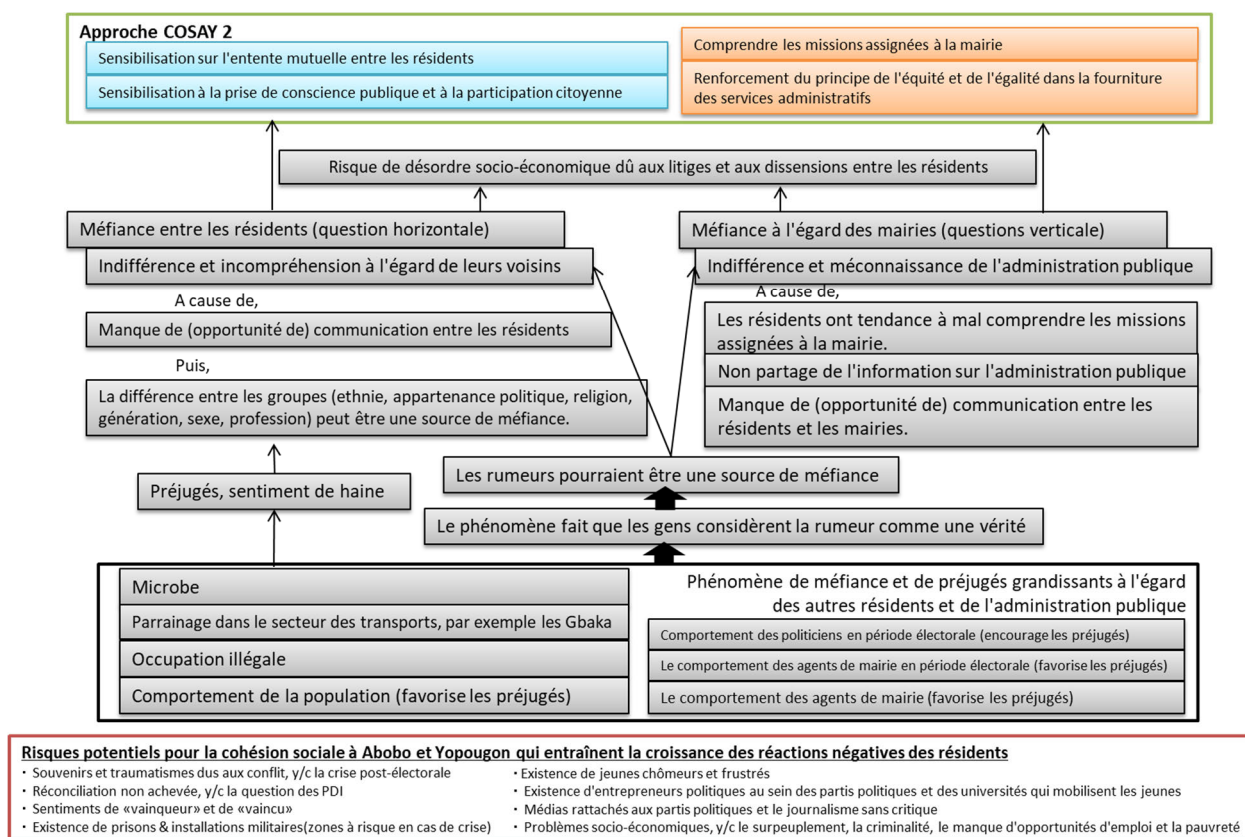 Approche COSAY 2
Sensibilisation sur l'entente mutuelle entre les résidents
Sensibilisation à la prise de conscience publique et à la participation citoyenne
Comprendre les missions assignées à la mairie
Renforcement du principe de l'équité et de l'égalité dans la fourniture
des services administratifs
Risque de désordre socio-économique dû aux litiges et aux dissensions entre les résidents
Méfiance entre les résidents (question horizontale)
Indifférence et incompréhension à l'égard de leurs voisins
A cause de,
Manque de (opportunité de) communication entre les résidents
Puis,
La différence entre les groupes (ethnie, appartenance politique, religion,
génération, sexe, profession) peut être une source de méfiance.
Préjugés, sentiment de haine
Méfiance à l'égard des mairies (questions verticale)
Indifférence et méconnaissance de l'administration publique
A cause de,
Les résidents ont tendance à mal comprendre les missions
assignées à la mairie.
Non partage de l'information sur l'administration publique
Manque de (opportunité de) communication entre les
résidents et les mairies.
Les rumeurs pourraient être une source de méfiance
Le phénomène fait que les gens considèrent la rumeur comme une vérité
Microbe
Parrainage dans le secteur des transports, par exemple les Gbaka
Occupation illégale
Comportement de la population (favorise les préjugés)
Phénomène de méfiance et de préjugés grandissants à l'égard
des autres résidents et de l'administration publique
Comportement des politiciens en période électorale (encourage les préjugés)
Le comportement des agents de mairie en période électorale (favorise les préjugés)
Le comportement des agents de mairie (favorise les préjugés)
Risques potentiels pour la cohésion sociale à Abobo et Yopougon qui entraînent la croissance des réactions négatives des résidents
・Souvenirs et traumatismes dus aux conflit, y/c la crise post-électorale
・Réconciliation non achevée, y/c la question des PDI
・Sentiments de «vainqueur» et de «vaincu»
・Existence de prisons & installations militaires(zones à risque en cas de crise)
・Existence de jeunes chômeurs et frustrés
・Existence d'entrepreneurs politiques au sein des partis politiques et des universités qui mobilisent les jeunes
・Médias rattachés aux partis politiques et le journalisme sans critique
・Problèmes socio-économiques, y/c le surpeuplement, la criminalité, le manque d'opportunités d'emploi et la pauvreté